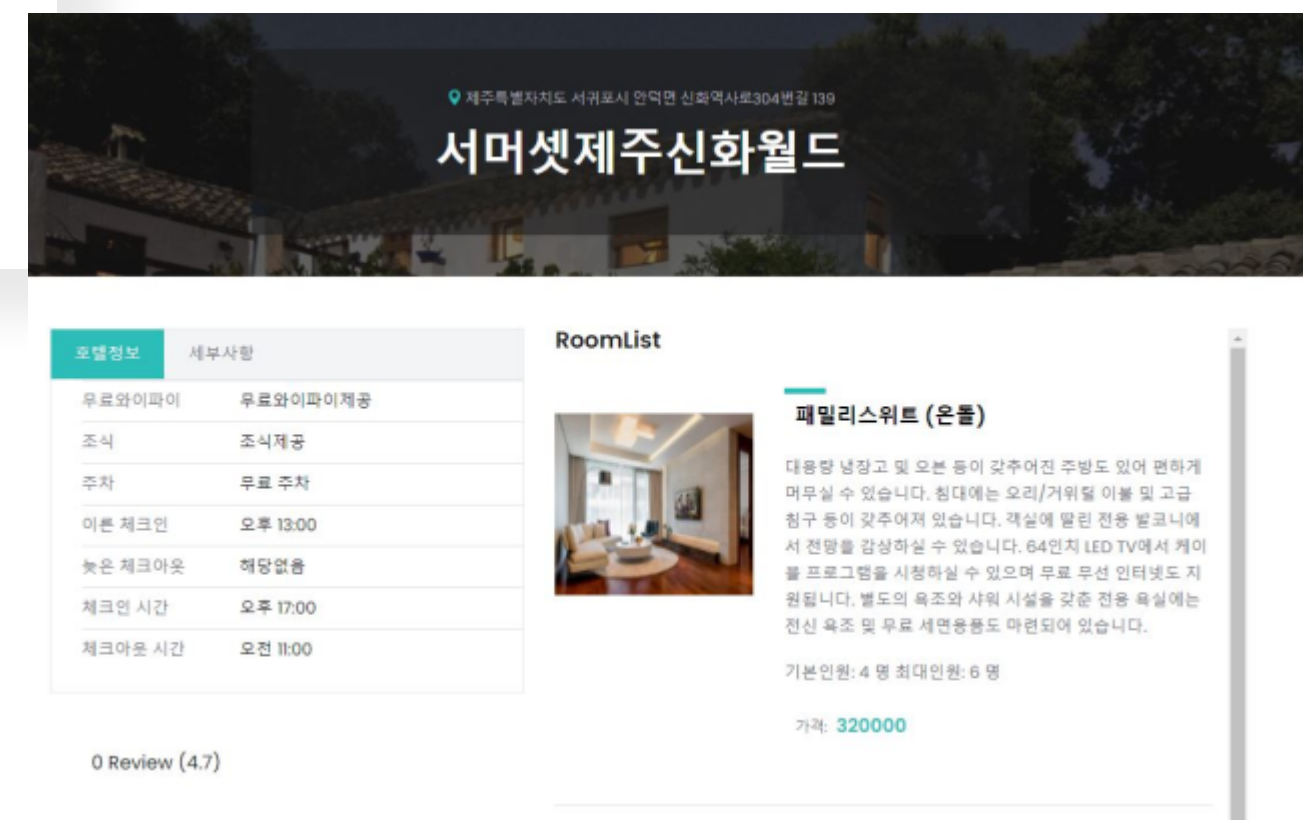 제주특별자치도 서귀포시 안덕면 신화역사로304번길 139
서머셋제주신화월드
호텔정보 세부사항
무료와이파이 무료와이파이제공
조식 조식제공
주차 무료 주차
이른 체크인 오후 13:00
늦은 체크아웃 해당없음
체크인 시간 오후 17:00
체크아웃 시간 오전 11:00
0 Review (4.7)
RoomList
패밀리스위트 (온돌)
대용량 냉장고 및 오븐 등이 갖추어진 주방도 있어 편하게
머무실 수 있습니다. 침대에는 오리/거위털 이불 및 고급
침구 등이 갖추어져 있습니다. 객실에 딸린 전용 발코니에
서 전망을 감상하실 수 있습니다. 64인치 LED TV에서 케이
블 프로그램을 시청하실 수 있으며 무료 무선 인터넷도 지
원됩니다. 별도의 욕조와 샤워 시설을 갖춘 전용 욕실에는
전신 욕조 및 무료 세면용품도 마련되어 있습니다.
기본인원: 4 명 최대인원: 6 명
가격: 320000